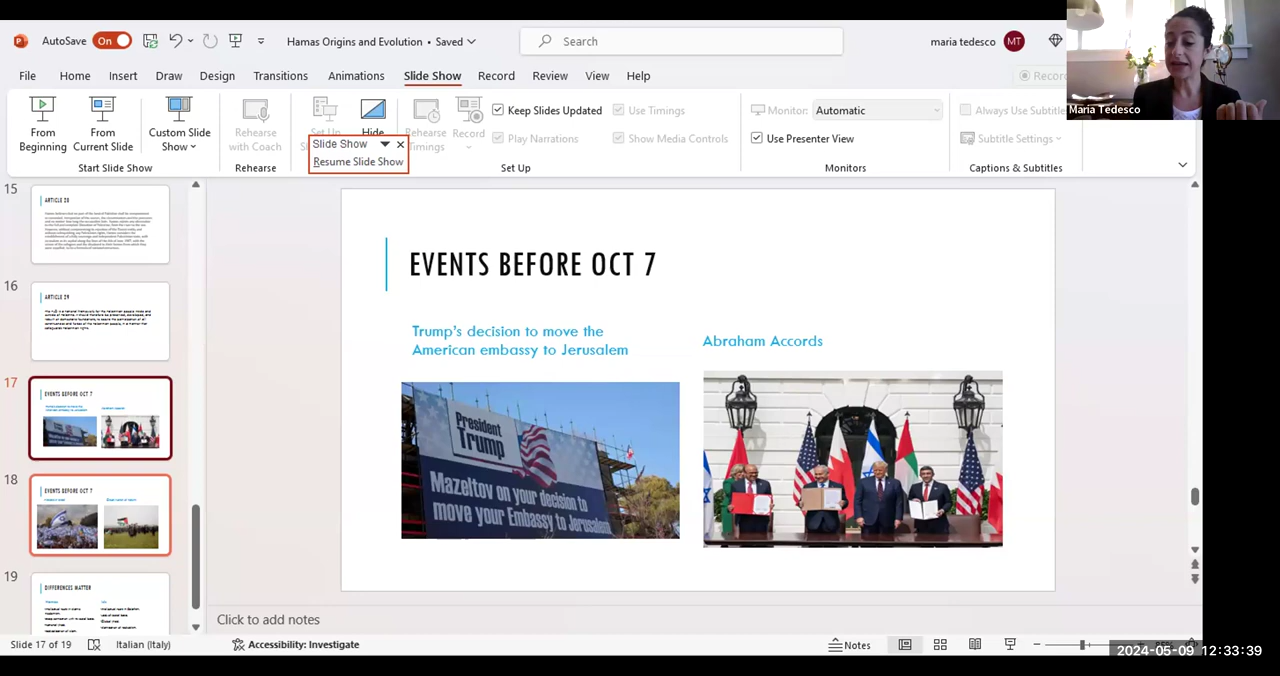 AutoSave On
Hamas Origins and Evolution • Saved
Search
maria tedesco MT
Maria Tedesco
File Home Insert Draw Design Transitions Animations Slide Show Record Review View Help
From Beginning
From Current Slide
Custom Slide Show
Rehearse with Coach
Hide
Slide Show
Resume Slide Show
Rehearse Timings
Record
Keep Slides Updated
Play Narrations
Use Timings
Show Media Controls
Monitor: Automatic
Use Presenter View
Always Use Subtitle
Subtitle Settings
Start Slide Show
Rehearse
Set Up
Monitors
Captions & Subtitles
15
ARTICLE 20
16
ARTICLE 29
17
EVENTS BEFORE OCT 7
18
EVENTS BEFORE OCT 7
19
DIFFERENCES MATTER
EVENTS BEFORE OCT 7
Trump's decision to move the
American embassy to Jerusalem
Abraham Accords
President
Trump
Mazeltov on your decision to
move your Embassy to Jerusalem
Click to add notes
Slide 17 of 19
Italian (Italy)
Accessibility: Investigate
Notes
2024-05-09 12:33:39